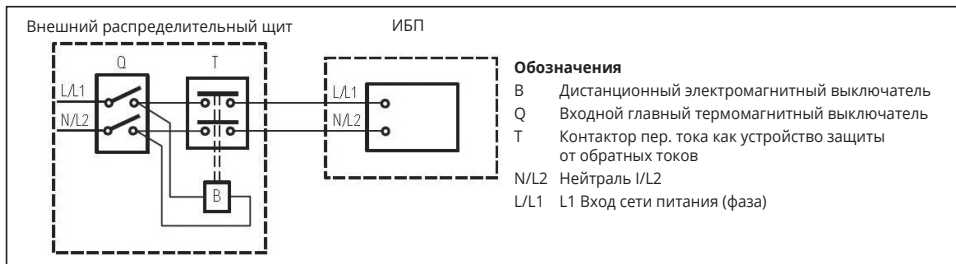 Внешний распределительный щит
ИБП
Q
T
L/L1
N/L2
B
L/L1
N/L2
Обозначения
B Дистанционный электромагнитный выключатель
Q Входной главный термомагнитный выключатель
T Контактор пер. тока как устройство защиты
от обратных токов
N/L2 Нейтраль I/L2
L/L1 L1 Вход сети питания (фаза)